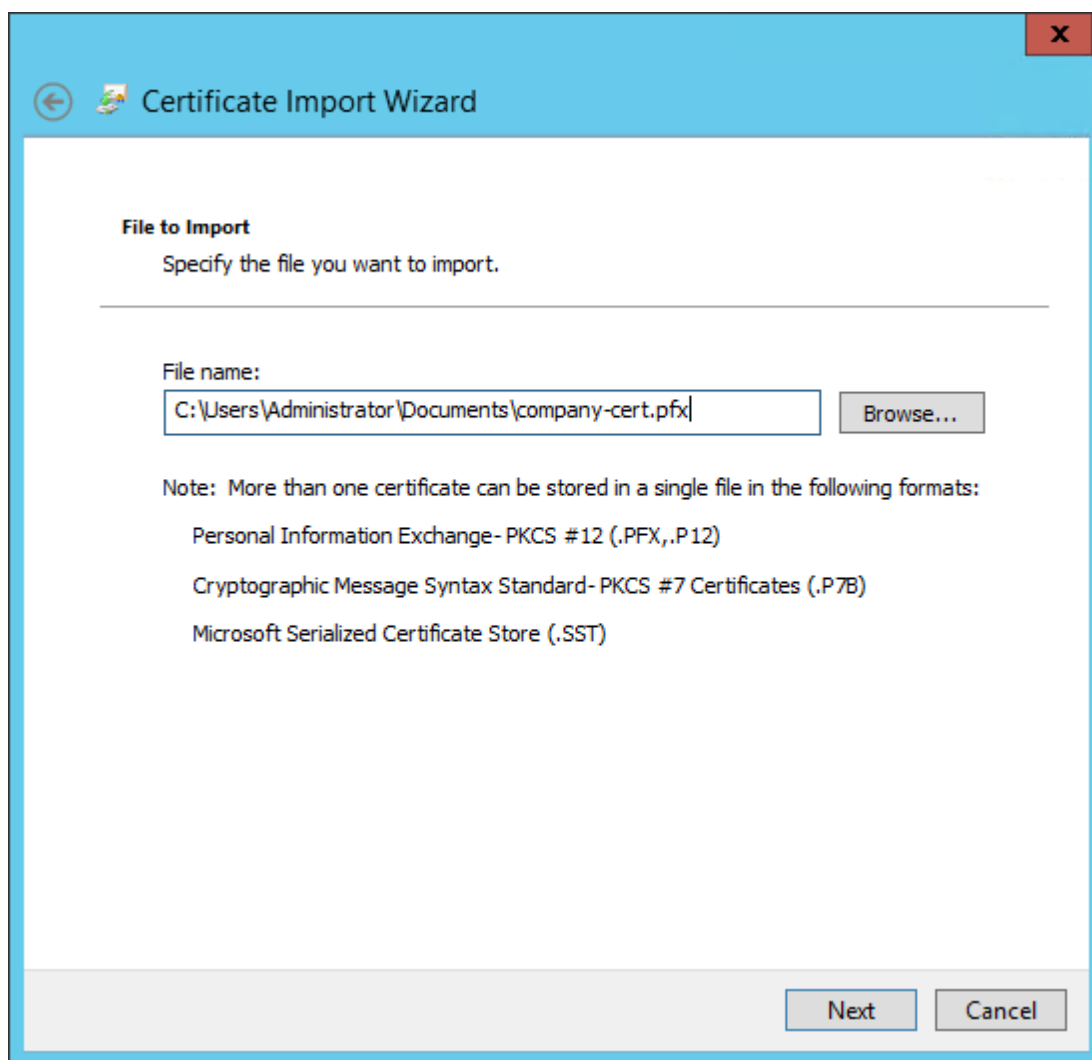 x
Certificate Import Wizard
File to Import
Specify the file you want to import.
File name:
C:\Users\Administrator\Documents\company-cert.pfx
Browse...
Note:  More than one certificate can be stored in a single file in the following formats:
Personal Information Exchange- PKCS #12 (.PFX,.P12)
Cryptographic Message Syntax Standard- PKCS #7 Certificates (.P7B)
Microsoft Serialized Certificate Store (.SST)
Next
Cancel